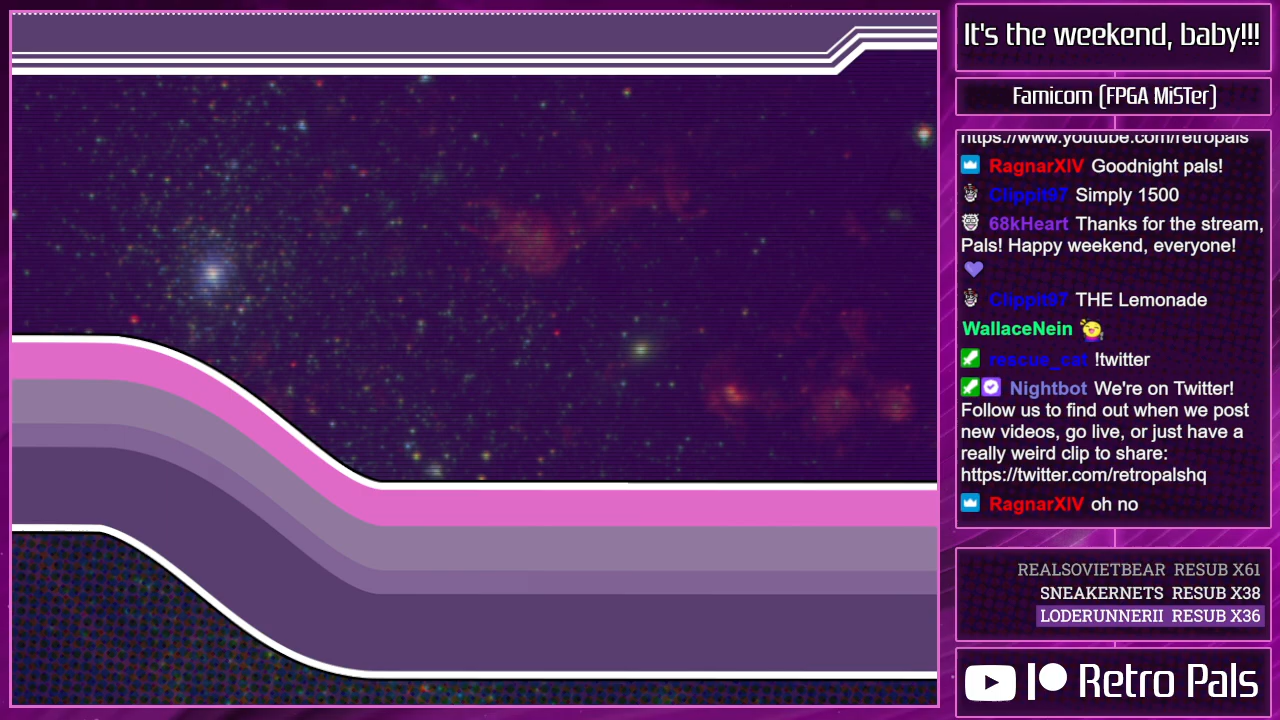 It's the weekend, baby!!!
Famicom (FPGA MiSTer)
https://www.youtube.com/retropals
RagnarXIV Goodnight pals!
Clippit97 Simply 1500
68kHeart Thanks for the stream,
Pals! Happy weekend, everyone!
Clippit97 THE Lemonade
WallaceNein
rescue_cat !twitter
Nightbot We're on Twitter!
Follow us to find out when we post
new videos, go live, or just have a
really weird clip to share:
https://twitter.com/retropalshq
RagnarXIV oh no
REALSOVIETBEAR RESUB X61
SNEAKERNETS RESUB X38
LODERUNNERII RESUB X36
Retro Pals